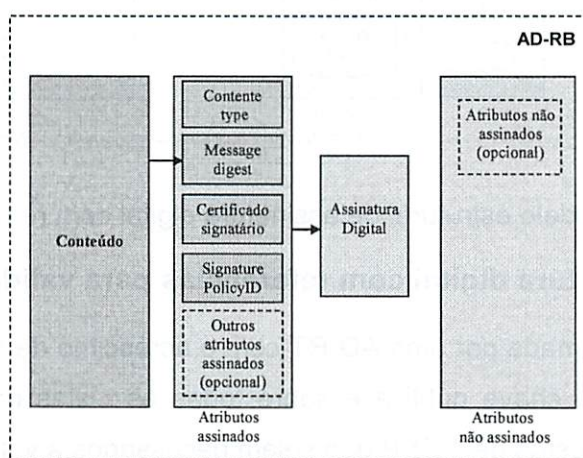 AD-RB
Contente
type
Message
digest
Certificado
signatário
Signature
PolicyID
Outros
atributos
assinados
(opcional)
Atributos
assinados
Conteúdo
Assinatura
Digital
Atributos não
assinados
(opcional)
Atributos
não assinados